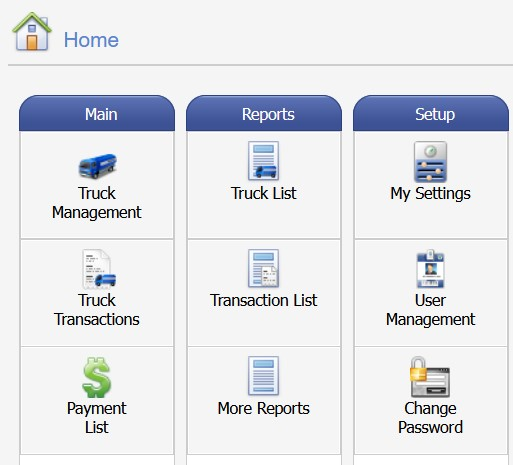 Home
Main
Reports
Setup
Truck
Management
Truck List
My Settings
Truck
Transactions
Transaction List
User
Management
Payment
List
More Reports
Change
Password